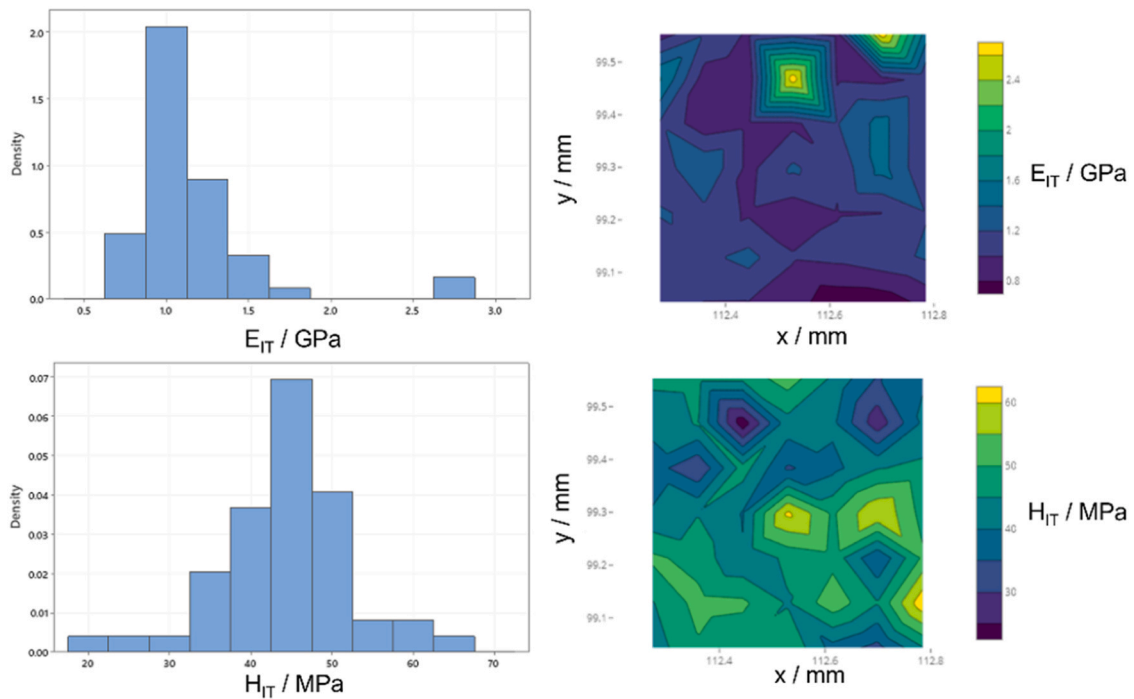 2.0
1.5
1.0
0.5
0.0
Density
0.5 1.0 1.5 2.0 2.5 3.0
E_IT / GPa
99.5
99.4
99.3
99.2
99.1
y / mm
112.4 112.6 112.8
x / mm
2.4
2
1.6
1.2
0.8
E_IT / GPa
0.07
0.06
0.05
0.04
0.03
0.02
0.01
0.00
Density
20 30 40 50 60 70
H_IT / MPa
99.5
99.4
99.3
99.2
99.1
y / mm
112.4 112.6 112.8
x / mm
60
50
40
30
H_IT / MPa